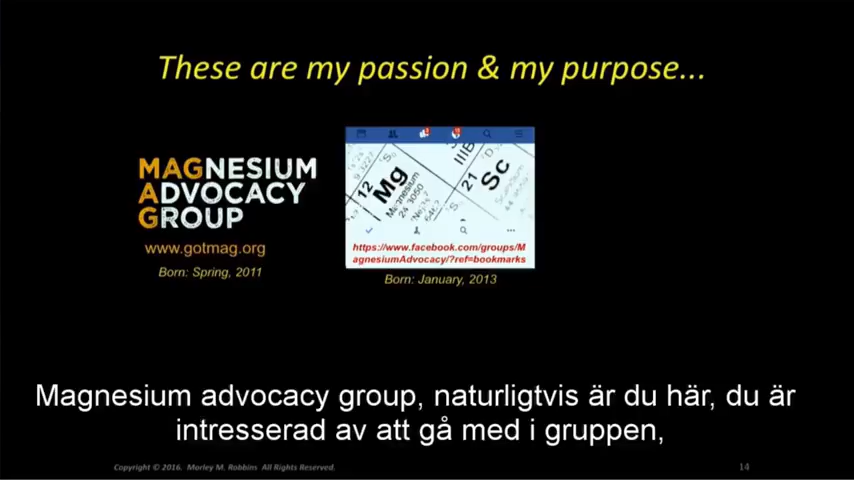 These are my passion & my purpose...
MAGNESIUM
ADVOCACY
GROUP
www.gotmag.org
Born: Spring, 2011
IIIB
12
Mg
Magnesium
21
Sc
https://www.facebook.com/groups/M
agnesiumAdvocacy/?ref=bookmarks
Born: January, 2013
Magnesium advocacy group, naturligtvis är du här, du är
intresserad av att gå med i gruppen,
Copyright © 2016. Morley M. Robbins All Rights Reserved.
14